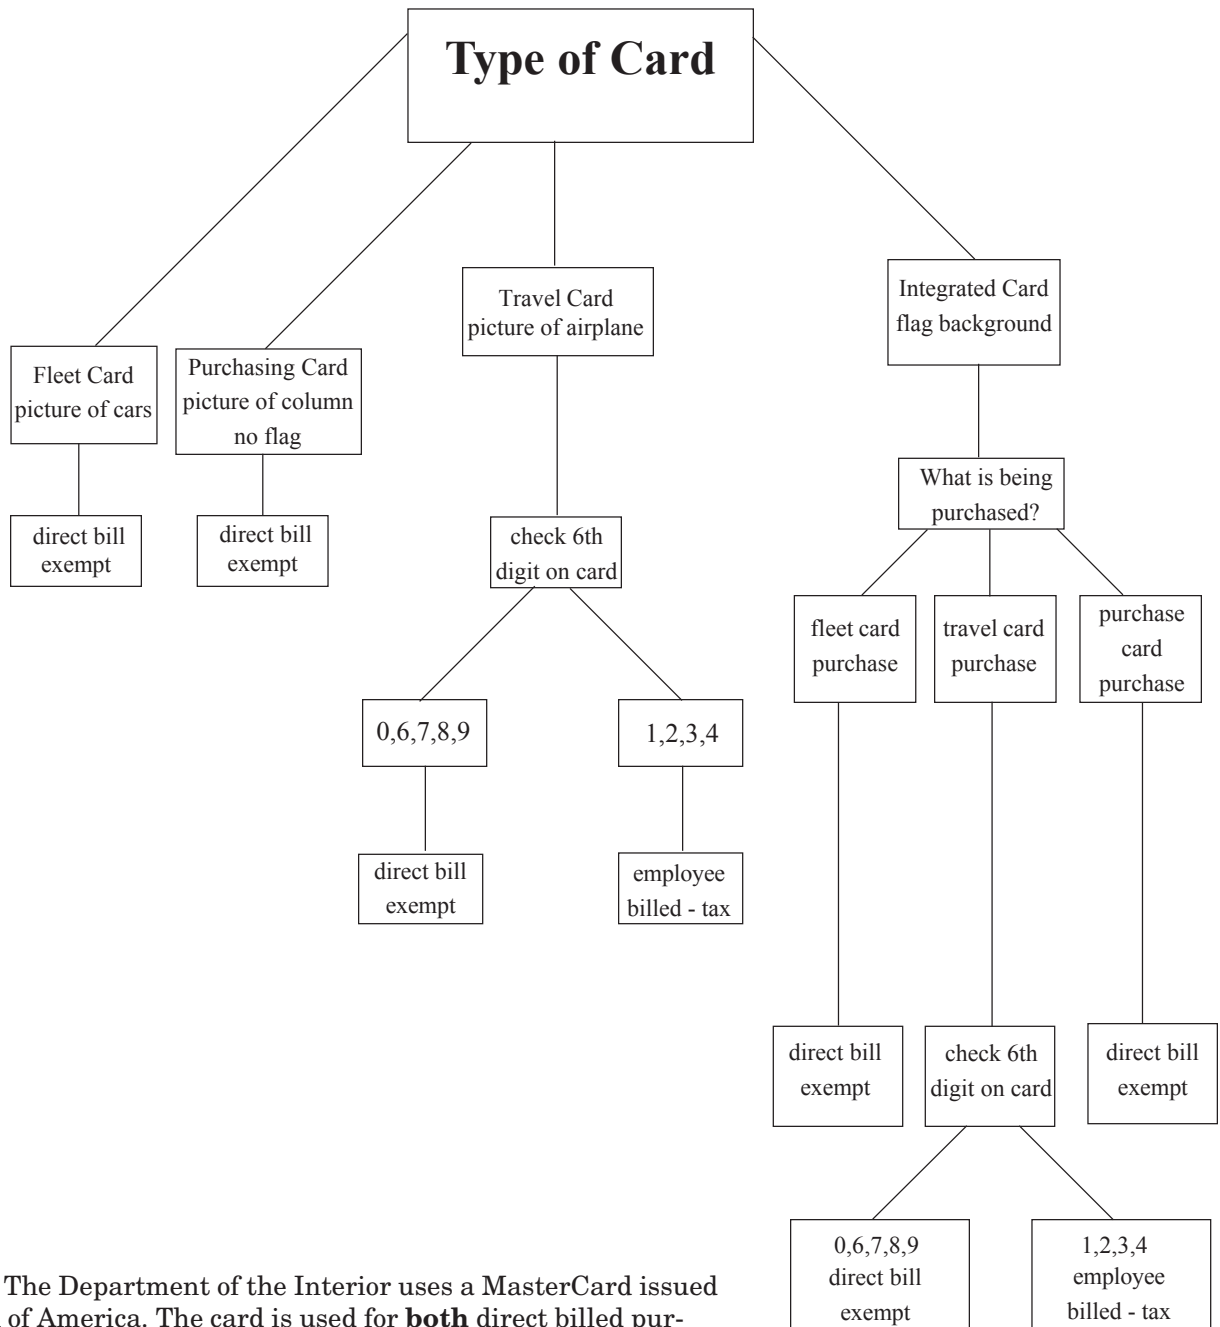 Type of Card
Fleet Card
picture of cars
direct bill
exempt
Purchasing Card
picture of column
no flag
direct bill
exempt
Travel Card
picture of airplane
check 6th
digit on card
0,6,7,8,9
direct bill
exempt
1,2,3,4
employee
billed - tax
Integrated Card
flag background
What is being
purchased?
fleet card
purchase
direct bill
exempt
travel card
purchase
check 6th
digit on card
0,6,7,8,9
direct bill
exempt
1,2,3,4
employee
billed - tax
purchase
card
purchase
direct bill
exempt
The Department of the Interior uses a MasterCard issued
of America. The card is used for both direct billed pur-